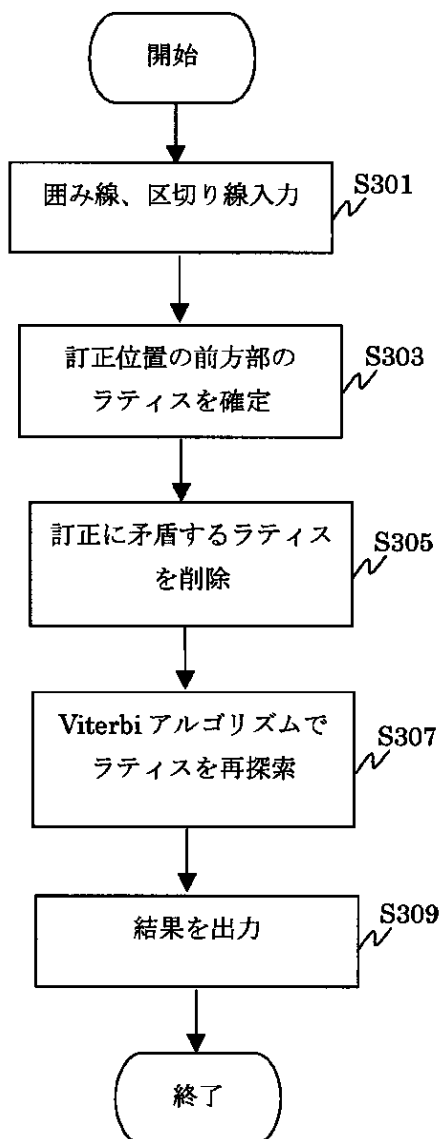 開始
囲み線、区切り線入力
S301
訂正位置の前方部の
ラティスを確定
S303
訂正に矛盾するラティス
を削除
S305
Viterbi アルゴリズムで
ラティスを再探索
S307
結果を出力
S309
終了